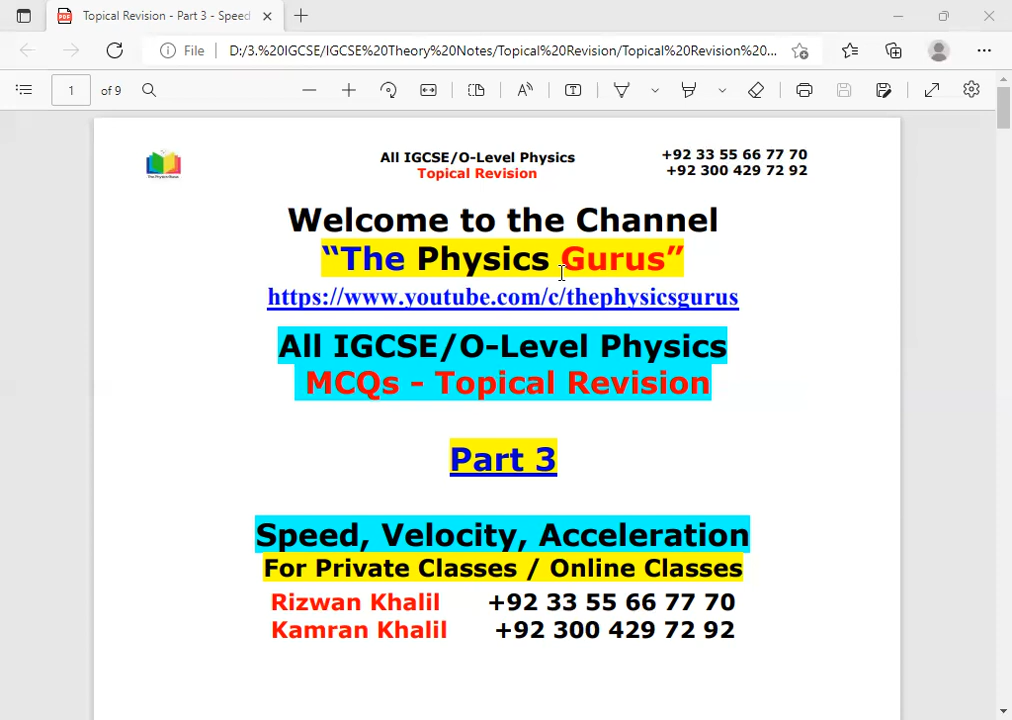 Topical Revision - Part 3 - Speed
File
D:/3.%20IGCSE/IGCSE%20Theory%20Notes/Topical%20Revision/Topical%20Revision%20...
1 of 9
All IGCSE/O-Level Physics
Topical Revision
+92 33 55 66 77 70
+92 300 429 72 92
Welcome to the Channel
“The Physics Gurus”
https://www.youtube.com/c/thephysicsgurus
All IGCSE/O-Level Physics
MCQs - Topical Revision
Part 3
Speed, Velocity, Acceleration
For Private Classes / Online Classes
Rizwan Khalil +92 33 55 66 77 70
Kamran Khalil +92 300 429 72 92